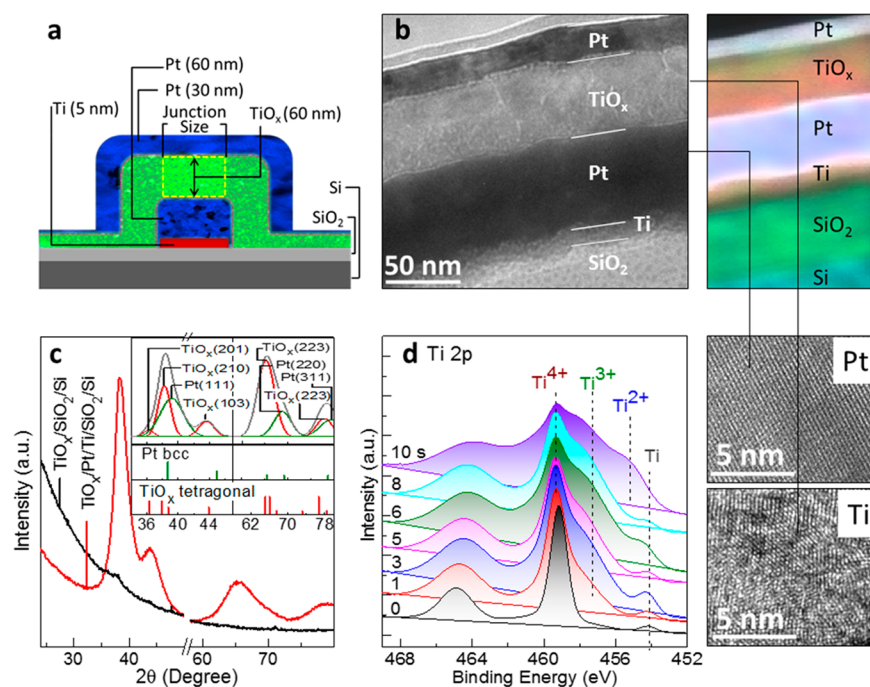 a
Pt (60 nm)
Pt (30 nm)
Ti (5 nm)
Junction
Size
TiOx(60 nm)
Si
SiO2
b
Pt
TiOx
Pt
Ti
SiO2
50 nm
Pt
TiOx
Pt
Ti
SiO2
Si
Pt
5 nm
Ti
5 nm
c
Intensity (a.u.)
TiOx/SiO2/Si
TiOx/Pt/Ti/SiO2/Si
TiOx(201)
TiOx(210)
Pt(111)
TiOx(103)
TiOx(223)
Pt(220)
Pt(311)
TiOx(223)
Pt bcc
TiOx tetragonal
36 40 44 62 70 78
30 40 60 70
2θ (Degree)
d
Ti 2p
Ti4+
Ti3+
Ti2+
Ti
10 s
8
6
5
3
1
0
Intensity (a.u.)
468 464 460 456 452
Binding Energy (eV)